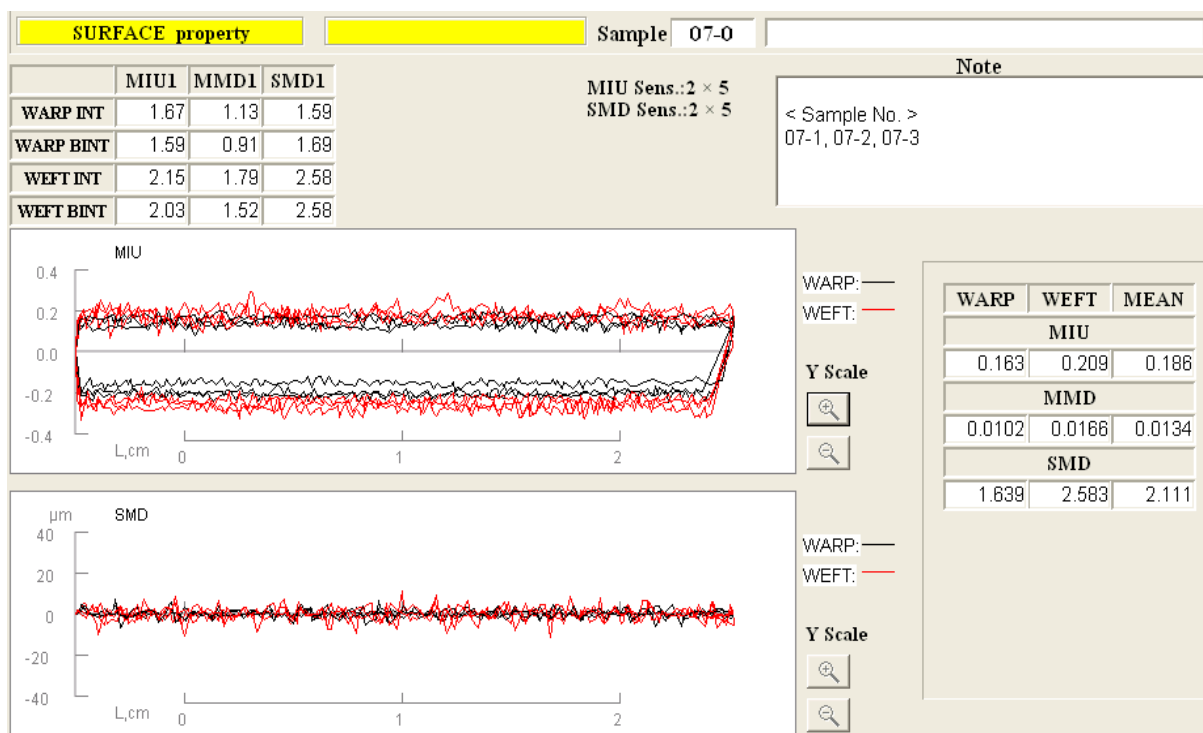 SURFACE property
Sample 07-0
MIU1 MMD1 SMD1
WARP INT 1.67 1.13 1.59
WARP BINT 1.59 0.91 1.69
WEFT INT 2.15 1.79 2.58
WEFT BINT 2.03 1.52 2.58
MIU Sens.:2 × 5
SMD Sens.:2 × 5
Note
< Sample No. >
07-1, 07-2, 07-3
MIU
0.4
0.2
0.0
-0.2
-0.4
L,cm 0 1 2
WARP:
WEFT:
Y Scale
μm SMD
40
20
0
-20
-40
L,cm 0 1 2
WARP:
WEFT:
Y Scale
WARP WEFT MEAN
MIU
0.163 0.209 0.186
MMD
0.0102 0.0166 0.0134
SMD
1.639 2.583 2.111